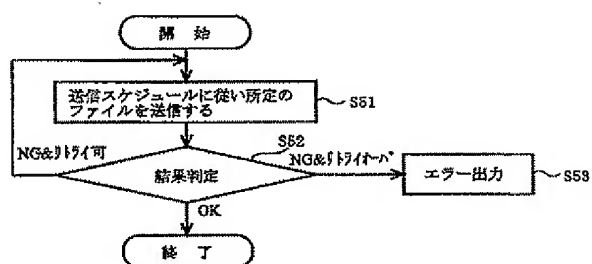 開始
送信スケジュールに従い所定の
ファイルを送信する
S51
S52
NG&ﾘﾄﾗｲ可
NG&ﾘﾄﾗｲｵｰﾊﾞ
結果判定
エラー出力
S53
OK
終了